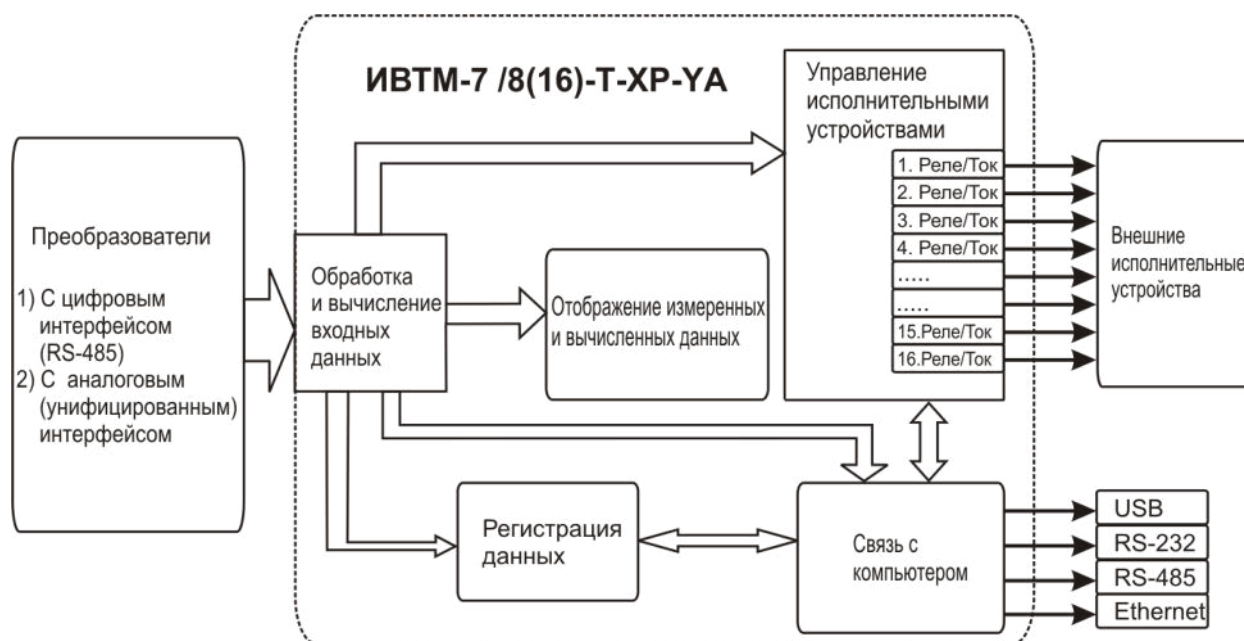 ИВТМ-7 /8(16)-Т-ХР-YA
Преобразователи
1) С цифровым
интерфейсом
(RS-485)
2) С аналоговым
(унифицированным)
интерфейсом
Обработка
и вычисление
входных
данных
Отображение измеренных
и вычисленных данных
Управление
исполнительными
устройствами
1. Реле/Ток
2. Реле/Ток
3. Реле/Ток
4. Реле/Ток
.....
.....
15.Реле/Ток
16.Реле/Ток
Внешние
исполнительные
устройства
Регистрация
данных
Связь с
компьютером
USB
RS-232
RS-485
Ethernet